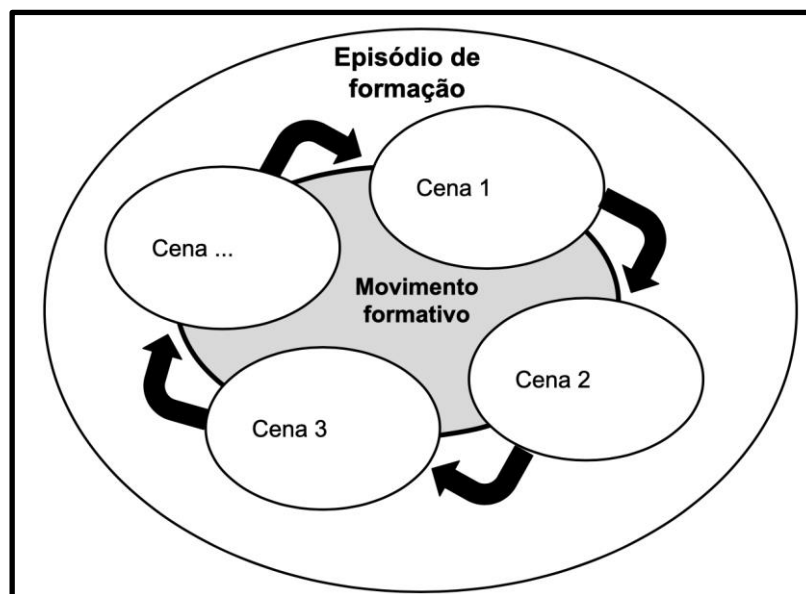 Episódio de
formação
Cena 1
Cena ...
Movimento
formativo
Cena 2
Cena 3